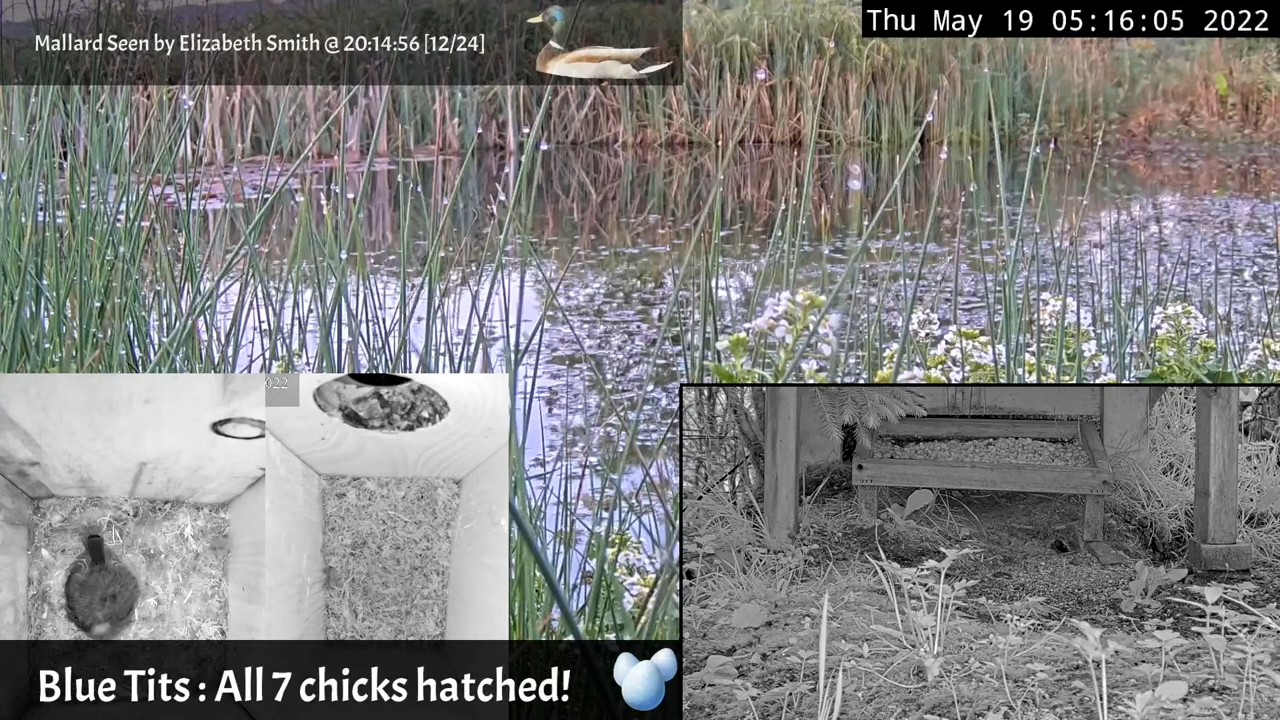 Mallard Seen by Elizabeth Smith @ 20:14:56 [12/24]
Thu May 19 05:16:05 2022
022
Blue Tits : All 7 chicks hatched!